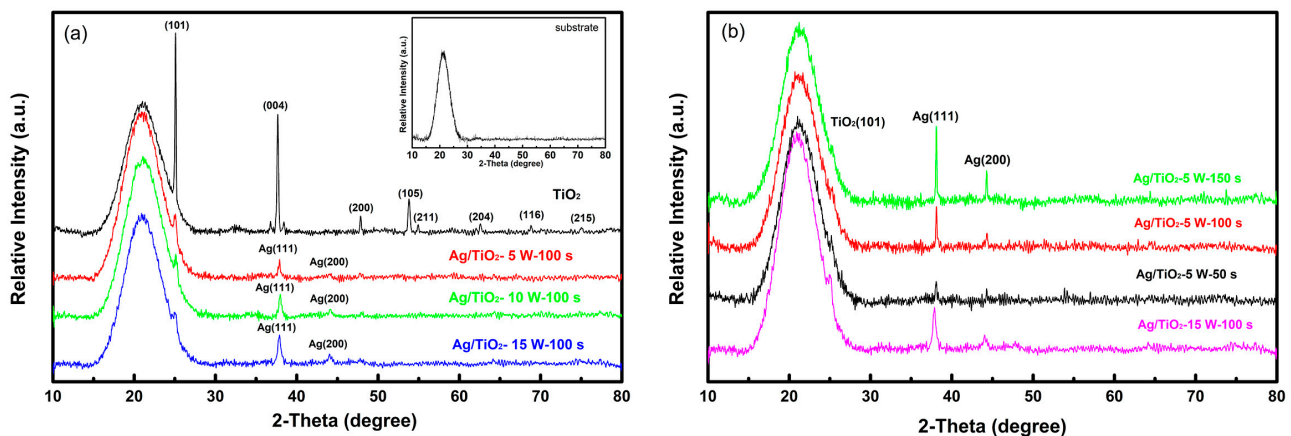 (a)
(101)
(004)
(105)
(200)
(211)
(204)
(116)
(215)
TiO₂
substrate
Relative Intensity (a.u.)
10 20 30 40 50 60 70 80
2-Theta (degree)
Ag(111)
Ag(200)
Ag/TiO₂- 5 W-100 s
Ag(111)
Ag(200)
Ag/TiO₂- 10 W-100 s
Ag(111)
Ag(200)
Ag/TiO₂- 15 W-100 s
Relative Intensity (a.u.)
10 20 30 40 50 60 70 80
2-Theta (degree)
(b)
TiO₂(101)
Ag(111)
Ag(200)
Ag/TiO₂-5 W-150 s
Ag/TiO₂-5 W-100 s
Ag/TiO₂-5 W-50 s
Ag/TiO₂-15 W-100 s
Relative Intensity (a.u.)
10 20 30 40 50 60 70 80
2-Theta (degree)